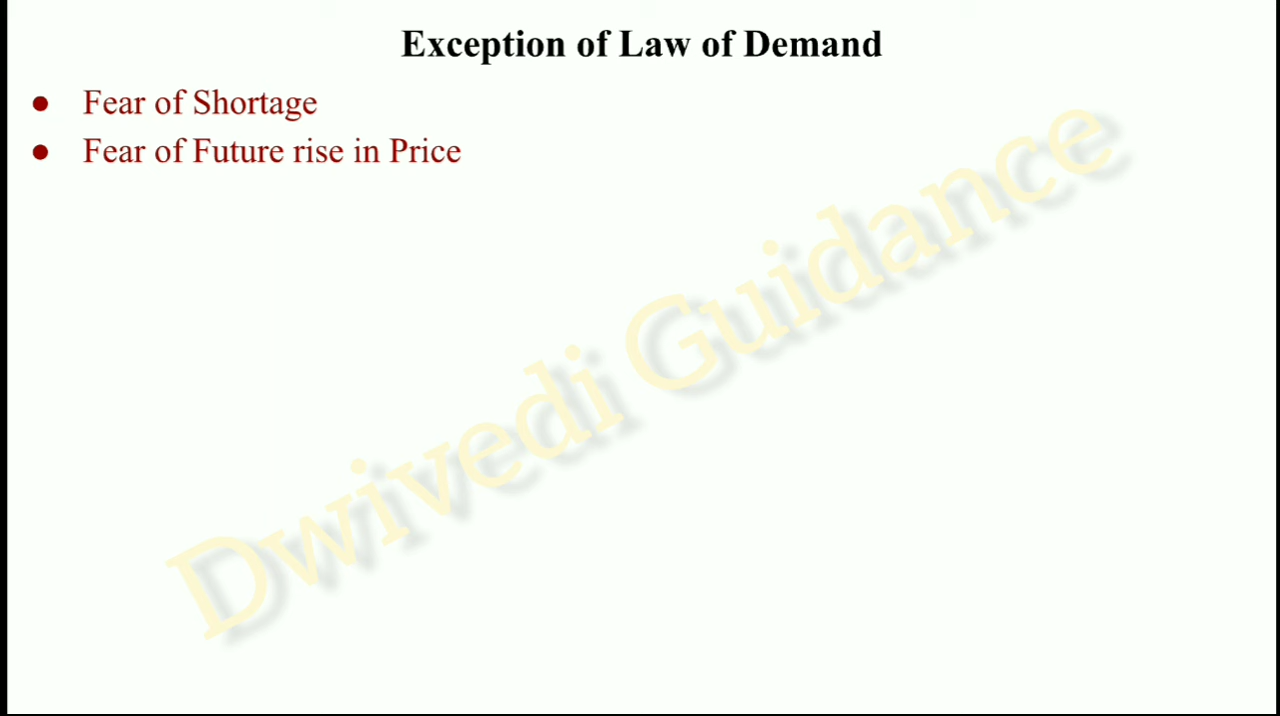 Exception of Law of Demand
● Fear of Shortage
● Fear of Future rise in Price
Dwivedi Guidance